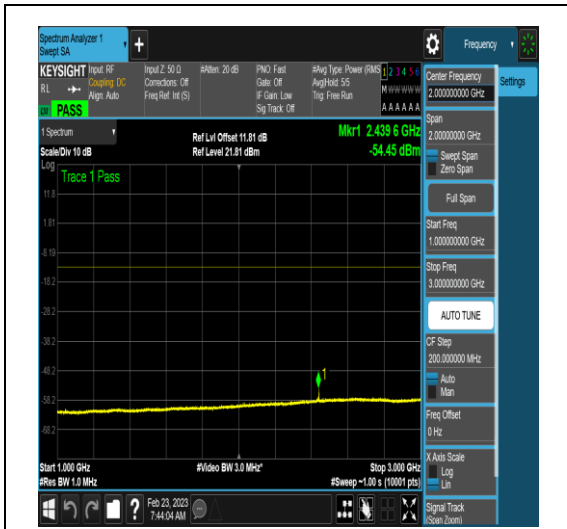 Spectrum Analyzer 1
Swept SA
Frequency
KEYSIGHT
RL
PASS
Input: RF
Coupling: DC
Align: Auto
Input Z: 50 Ω
Corrections: Off
Freq Ref: Int (S)
#Atten: 20 dB
PNO: Fast
Gate: Off
IF Gain: Low
Sig Track: Off
#Avg Type: Power (RMS
Avg|Hold: 5/5
Trig: Free Run
1 2 3 4 5 6
M W W W W W
A A A A A A
1 Spectrum
Scale/Div 10 dB
Ref Lvl Offset 11.81 dB
Ref Level 21.81 dBm
Mkr1 2.439 6 GHz
-54.45 dBm
Log
Trace 1 Pass
11.8
1.81
-8.19
-18.2
-28.2
-38.2
-48.2
-58.2
-68.2
1
Start 1.000 GHz
#Res BW 1.0 MHz
#Video BW 3.0 MHz*
Stop 3.000 GHz
#Sweep ~1.00 s (10001 pts)
Center Frequency
2.000000000 GHz
Settings
Span
2.00000000 GHz
Swept Span
Zero Span
Full Span
Start Freq
1.000000000 GHz
Stop Freq
3.000000000 GHz
AUTO TUNE
CF Step
200.000000 MHz
Auto
Man
Freq Offset
0 Hz
X Axis Scale
Log
Lin
Signal Track
(Span Zoom)
?
Feb 23, 2023
7:44:04 AM